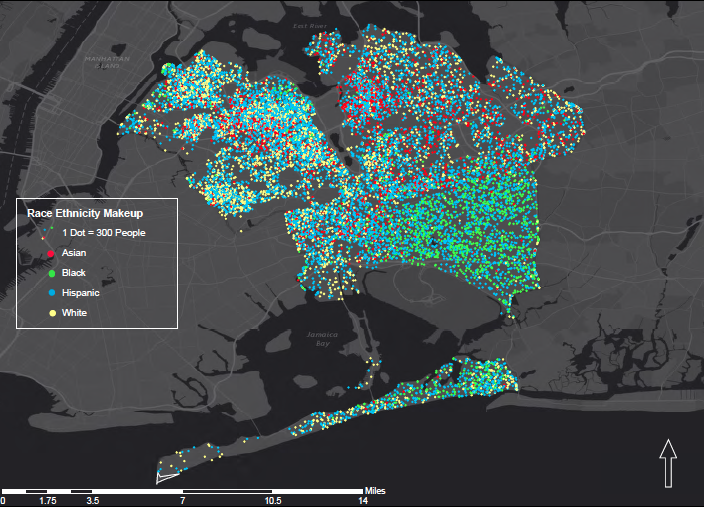 East River
MANHATTAN
ISLAND
Race Ethnicity Makeup
1 Dot = 300 People
Asian
Black
Hispanic
White
Jamaica
Bay
Miles
0 1.75 3.5 7 10.5 14